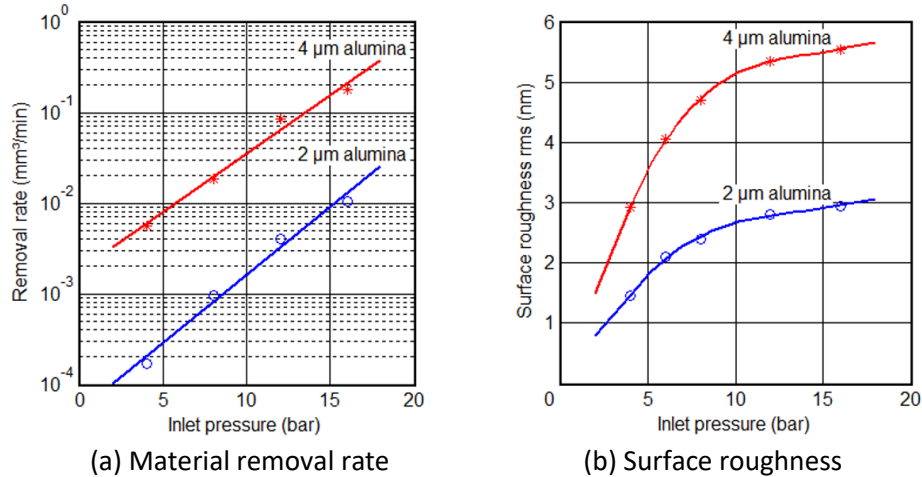 10⁰
10⁻¹
10⁻²
10⁻³
10⁻⁴
Removal rate (mm³/min)
4 µm alumina
2 µm alumina
0 5 10 15 20
Inlet pressure (bar)
(a) Material removal rate
6
5
4
3
2
1
Surface roughness rms (nm)
4 µm alumina
2 µm alumina
0 5 10 15 20
Inlet pressure (bar)
(b) Surface roughness